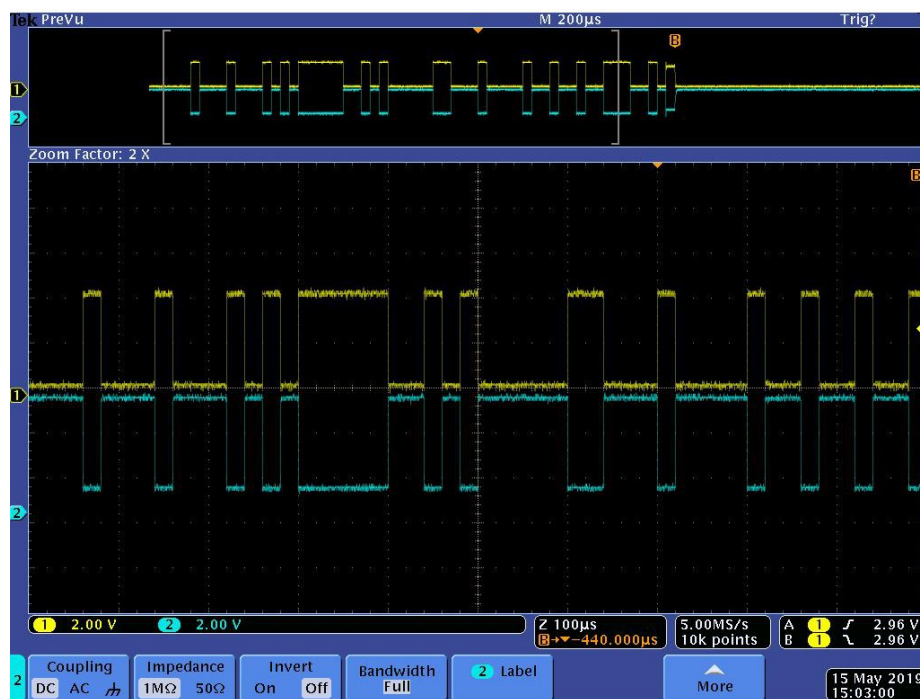 Tek PreVu M 200µs Trig?
B
1
2
Zoom Factor: 2 X
B
1
2
1 2.00 V 2 2.00 V Z 100µs 5.00MS/s A 1 2.96 V
B→▼-440.000µs 10k points B 1 2.96 V
2 Coupling Impedance Invert Bandwidth 2 Label More
DC AC 1MΩ 50Ω On Off Full
15 May 2019
15:03:00